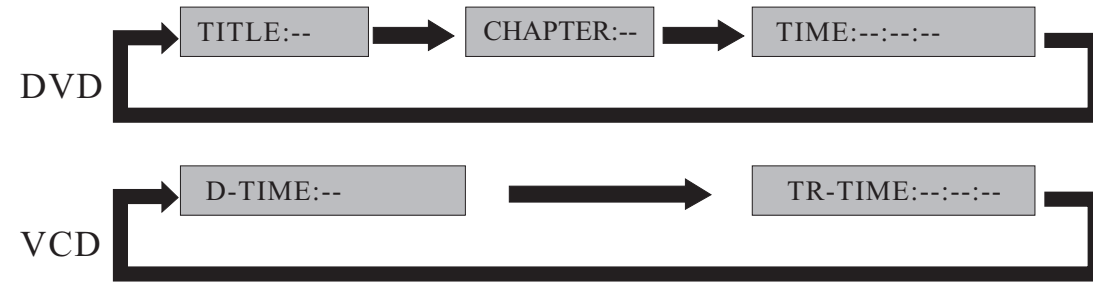 TITLE:-- CHAPTER:-- TIME:--:--:--
DVD
D-TIME:-- TR-TIME:--:--:--
VCD